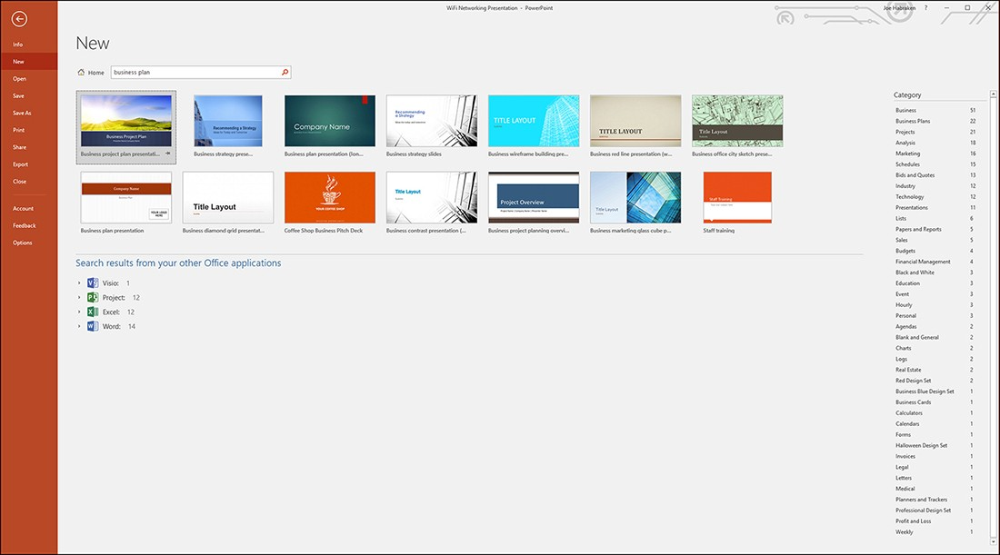 WiFi Networking Presentation - PowerPoint
Joe Habraken ?
Info
New
Open
Save
Save As
Print
Share
Export
Close
Account
Feedback
Options
New
Home
business plan
Business Project Plan
Recommending a Strategy
Company Name
Recommending
a Strategy
TITLE LAYOUT
TITLE LAYOUT
Title Layout
Business project plan presentati...
Business strategy prese...
Business plan presentation (Ion...
Business strategy slides
Business wireframe building pre...
Business red line presentation (w...
Business office city sketch prese...
Company Name
Business Plan
YOUR LOGO
HERE
Title Layout
YOUR COFFEE SHOP
Title Layout
Project Overview
Title Layout
Staff Training
Business plan presentation
Business diamond grid presentat...
Coffee Shop Business Pitch Deck
Business contrast presentation (...
Business project planning overvi...
Business marketing glass cube p...
Staff training
Search results from your other Office applications
Visio: 1
Project: 12
Excel: 12
Word: 14
Category
Business 51
Business Plans 22
Projects 21
Analysis 18
Marketing 16
Schedules 15
Bids and Quotes 13
Industry 12
Technology 12
Presentations 11
Lists 6
Papers and Reports 5
Sales 5
Budgets 4
Financial Management 4
Black and White 3
Education 3
Event 3
Hourly 3
Personal 3
Agendas 2
Blank and General 2
Charts 2
Logs 2
Real Estate 2
Red Design Set 2
Business Blue Design Set 1
Business Cards 1
Calculators 1
Calendars 1
Forms 1
Halloween Design Set 1
Invoices 1
Legal 1
Letters 1
Medical 1
Planners and Trackers 1
Professional Design Set 1
Profit and Loss 1
Weekly 1